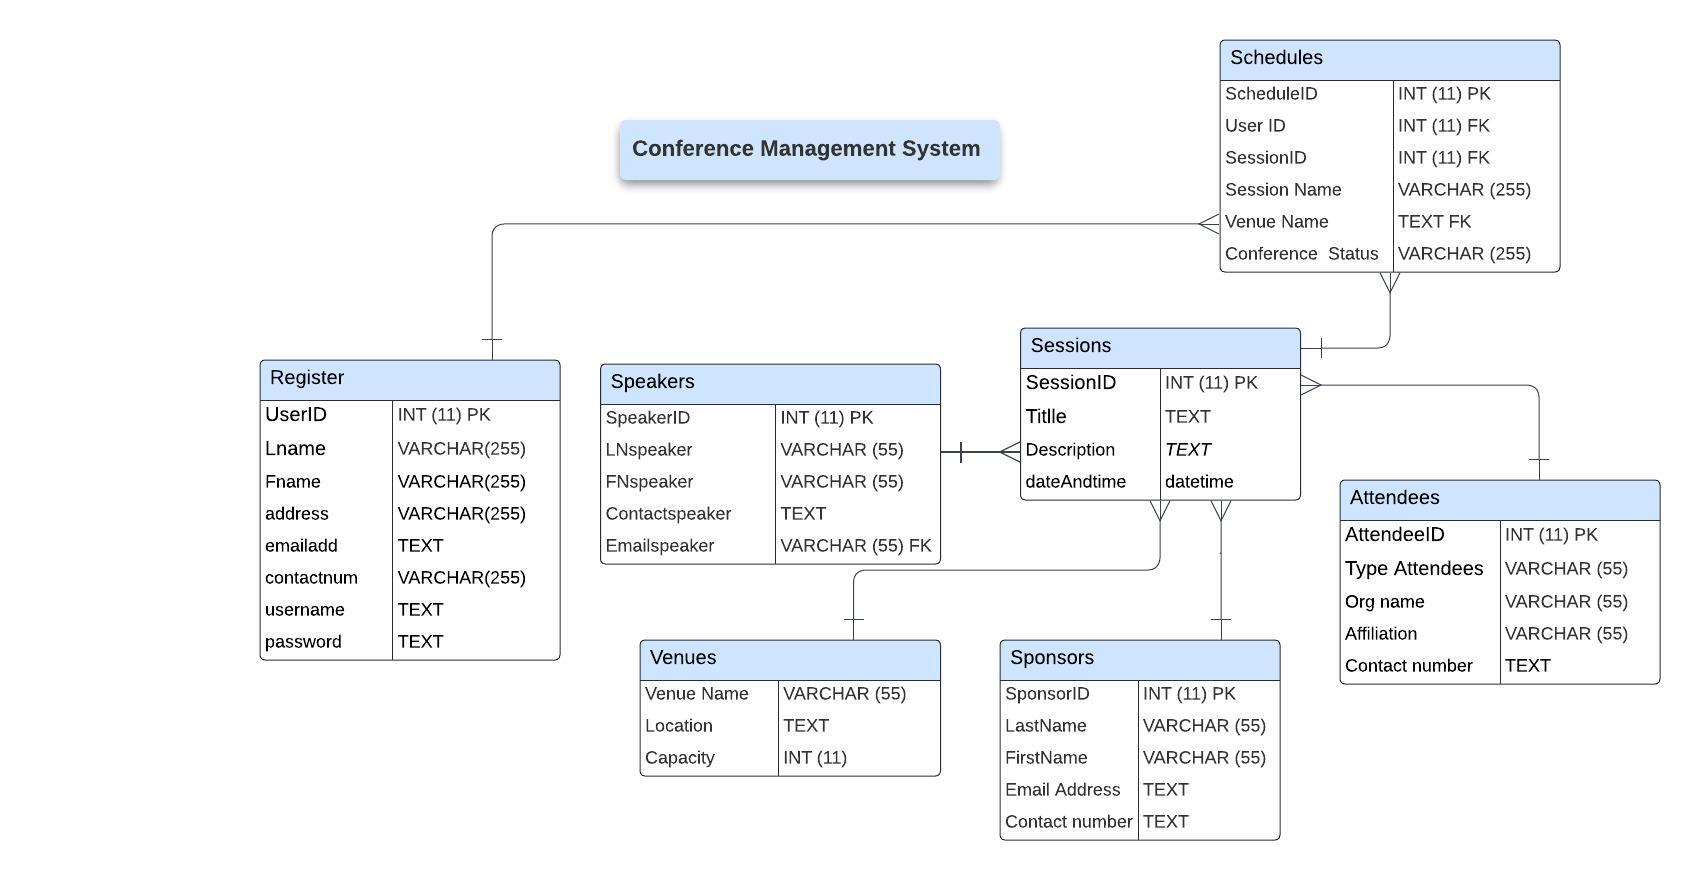 Conference Management System
Schedules
ScheduleID INT (11) PK
User ID INT (11) FK
SessionID INT (11) FK
Session Name VARCHAR (255)
Venue Name TEXT FK
Conference Status VARCHAR (255)
Register
UserID INT (11) PK
Lname VARCHAR(255)
Fname VARCHAR(255)
address VARCHAR(255)
emailadd TEXT
contactnum VARCHAR(255)
username TEXT
password TEXT
Speakers
SpeakerID INT (11) PK
LNspeaker VARCHAR (55)
FNspeaker VARCHAR (55)
Contactspeaker TEXT
Emailspeaker VARCHAR (55) FK
Sessions
SessionID INT (11) PK
Titlle TEXT
Description TEXT
dateAndtime datetime
Attendees
AttendeeID INT (11) PK
Type Attendees VARCHAR (55)
Org name VARCHAR (55)
Affiliation VARCHAR (55)
Contact number TEXT
Venues
Venue Name VARCHAR (55)
Location TEXT
Capacity INT (11)
Sponsors
SponsorID INT (11) PK
LastName VARCHAR (55)
FirstName VARCHAR (55)
Email Address TEXT
Contact number TEXT